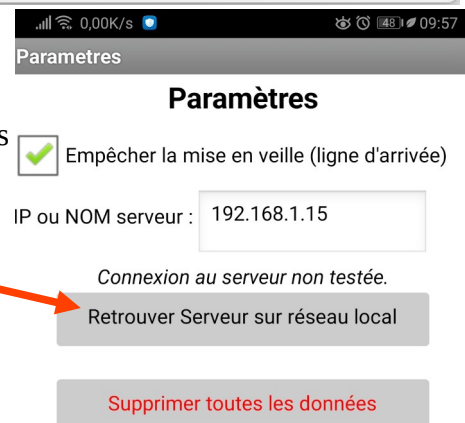 0,00K/s 48 09:57
Parametres
Paramètres
s
Empêcher la mise en veille (ligne d'arrivée)
IP ou NOM serveur : 192.168.1.15
Connexion au serveur non testée.
Retrouver Serveur sur réseau local
Supprimer toutes les données